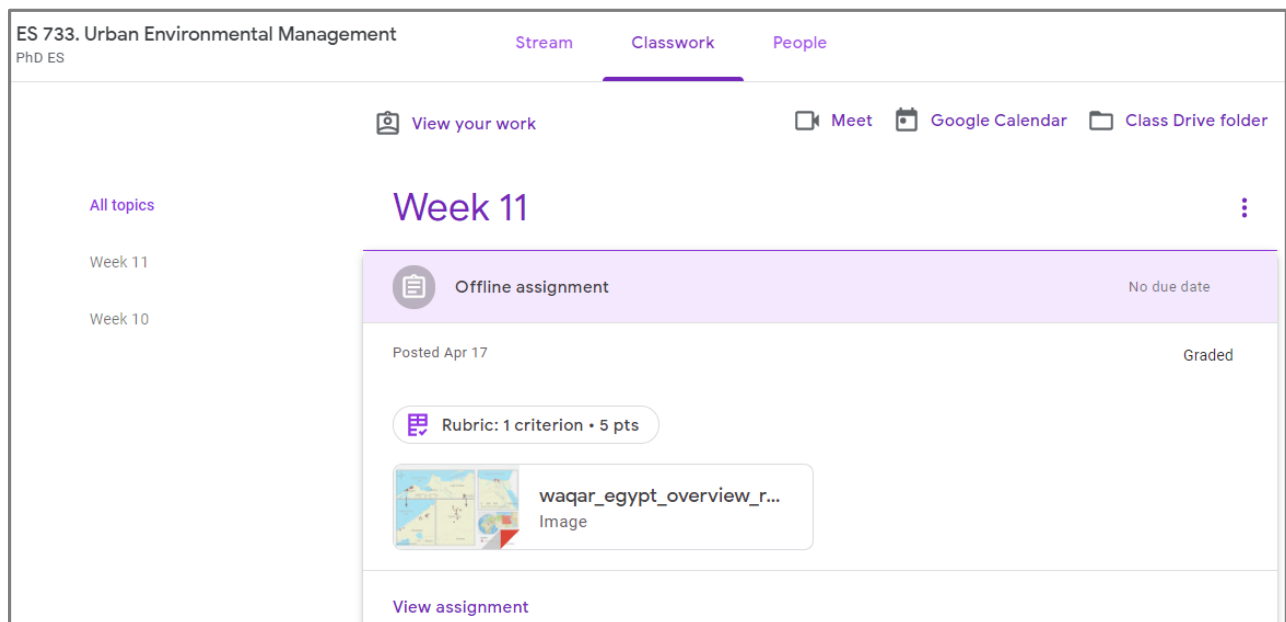 ES 733. Urban Environmental Management
PhD ES
Stream
Classwork
People
View your work
Meet
Google Calendar
Class Drive folder
All topics
Week 11
Week 10
Week 11
Offline assignment
No due date
Posted Apr 17
Graded
Rubric: 1 criterion • 5 pts
waqar_egypt_overview_r...
Image
View assignment